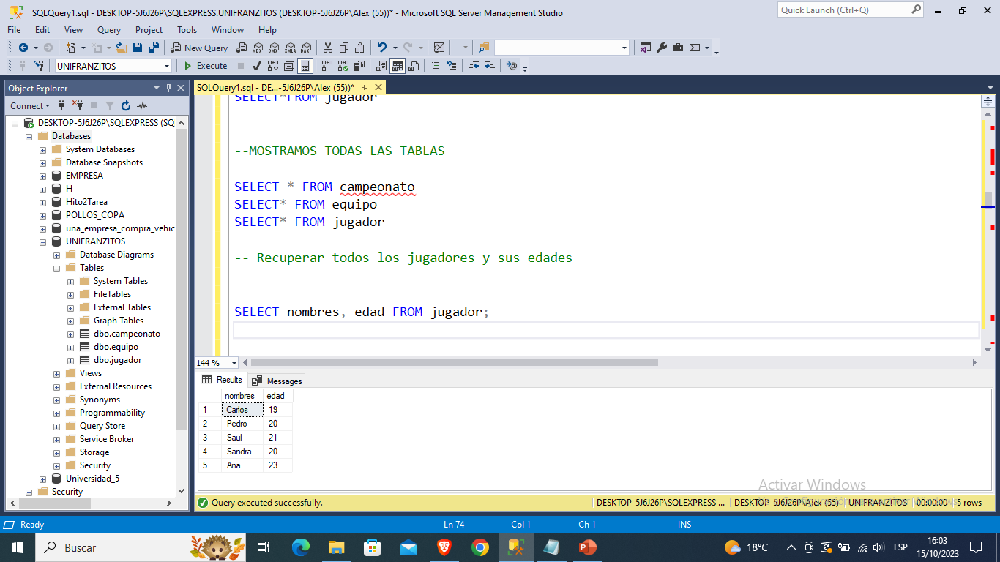 SQLQuery1.sql - DESKTOP-5J6J26P\SQLEXPRESS.UNIFRANZITOS (DESKTOP-5J6J26P\Alex (55))* - Microsoft SQL Server Management Studio
Quick Launch (Ctrl+Q)
File Edit View Query Project Tools Window Help
New Query MDX DMX XMLA DAX
UNIFRANZITOS Execute
Object Explorer
SQLQuery1.sql - DE...-5J6J26P\Alex (55))*
Connect
DESKTOP-5J6J26P\SQLEXPRESS (SQ
Databases
System Databases
Database Snapshots
EMPRESA
H
Hito2Tarea
POLLOS_COPA
una_empresa_compra_vehic
UNIFRANZITOS
Database Diagrams
Tables
System Tables
FileTables
External Tables
Graph Tables
dbo.campeonato
dbo.equipo
dbo.jugador
Views
External Resources
Synonyms
Programmability
Query Store
Service Broker
Storage
Security
Universidad_5
Security
SELECT*FROM jugador
--MOSTRAMOS TODAS LAS TABLAS
SELECT * FROM campeonato
SELECT* FROM equipo
SELECT* FROM jugador
-- Recuperar todos los jugadores y sus edades
SELECT nombres, edad FROM jugador;
144 %
Results Messages
nombres edad
1 Carlos 19
2 Pedro 20
3 Saul 21
4 Sandra 20
5 Ana 23
Activar Windows
Query executed successfully. DESKTOP-5J6J26P\SQLEXPRESS ... DESKTOP-5J6J26P\Alex (55) UNIFRANZITOS 00:00:00 5 rows
Ready Ln 74 Col 1 Ch 1 INS
Buscar 18°C ESP 16:03
15/10/2023